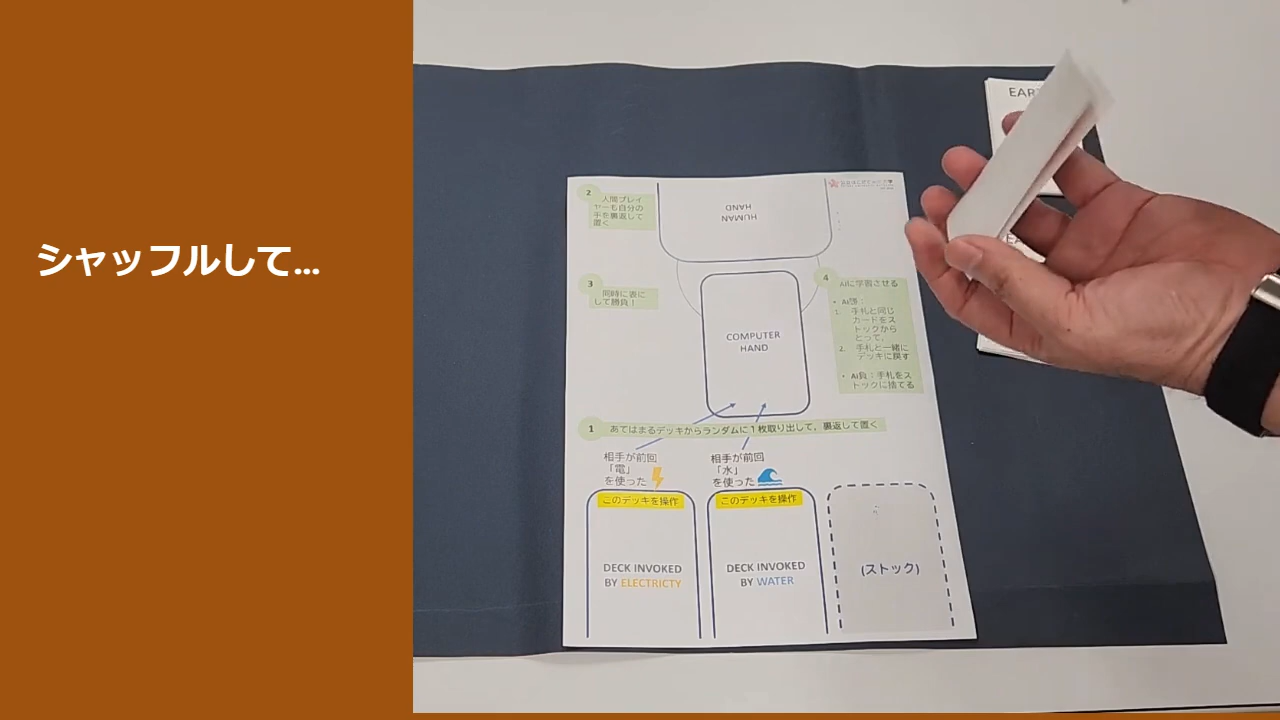 シャッフルして...
EAR
2
人間プレイ
ヤーも自分の
手を裏返して
置く
HUMAN
HAND
3
同時に表に
して勝負！
COMPUTER
HAND
4
AIに学習させる
• AI勝：
1. 手札と同じ
カードをス
トックから
とって、
2. 手札と一緒に
デッキに戻す
• AI負：手札をス
トックに捨てる
1 あてはまるデッキからランダムに１枚取り出して、裏返して置く
相手が前回
「電」
を使った
相手が前回
「水」
を使った
このデッキを操作
このデッキを操作
DECK INVOKED
BY ELECTRICTY
DECK INVOKED
BY WATER
(ストック)